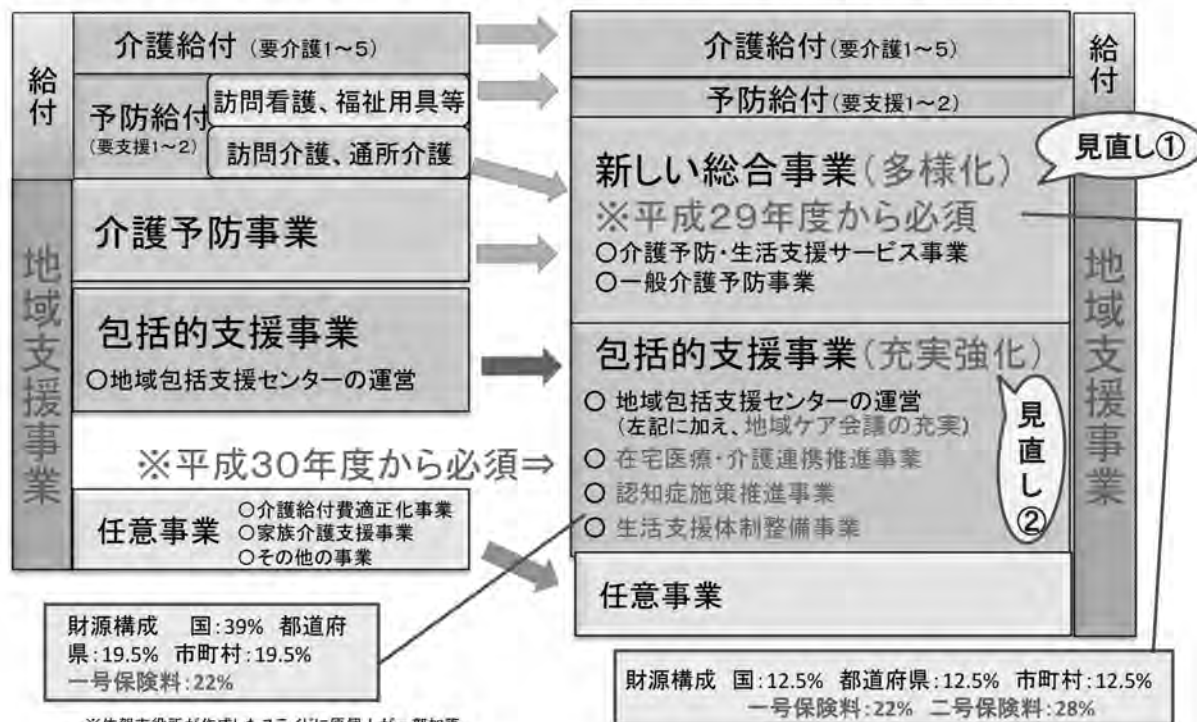 給付
介護給付(要介護1~5)
予防給付
(要支援1~2)
訪問看護、福祉用具等
訪問介護、通所介護
地域支援事業
介護予防事業
包括的支援事業
○地域包括支援センターの運営
※平成30年度から必須⇒
任意事業
○介護給付費適正化事業
○家族介護支援事業
○その他の事業
財源構成 国:39% 都道府
県:19.5% 市町村:19.5%
一号保険料:22%
介護給付(要介護1~5)
予防給付(要支援1~2)
給付
新しい総合事業(多様化)
※平成29年度から必須
○介護予防・生活支援サービス事業
○一般介護予防事業
見直し①
包括的支援事業(充実強化)
○ 地域包括支援センターの運営
(左記に加え、地域ケア会議の充実)
○ 在宅医療・介護連携推進事業
○ 認知症施策推進事業
○ 生活支援体制整備事業
見直し②
地域支援事業
任意事業
財源構成 国:12.5% 都道府県:12.5% 市町村:12.5%
一号保険料:22% 二号保険料:28%